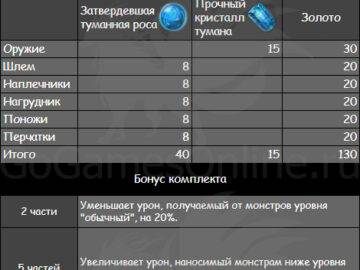 Затвердевшая туманная роса Прочный кристалл тумана Золото
Оружие 15 30
Шлем 8 20
Наплечники 8 20
Нагрудник 8 20
Поножи 8 20
Перчатки 8 20
Итого 40 15 130
GoGamesOnline.ru
Бонус комплекта
2 части Уменьшает урон, получаемый от монстров уровня
"обычный", на 20%.
5 частей Увеличивает урон, наносимый монстрам ниже уровня